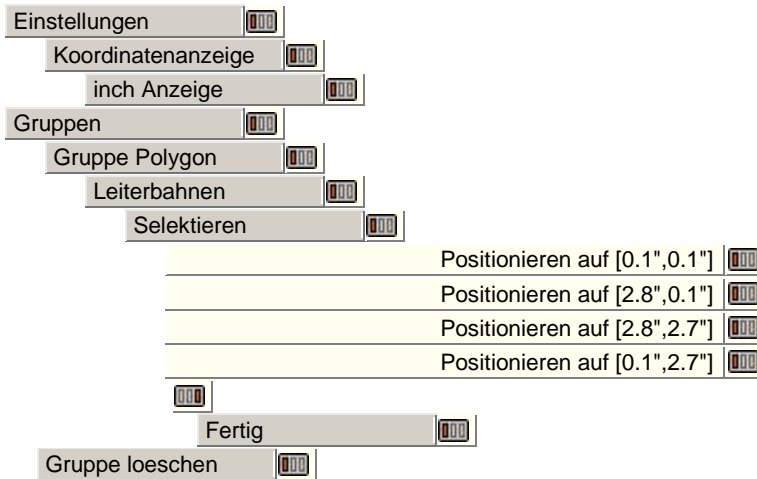 Einstellungen
Koordinatenanzeige
inch Anzeige
Gruppen
Gruppe Polygon
Leiterbahnen
Selektieren
Positionieren auf [0.1",0.1"]
Positionieren auf [2.8",0.1"]
Positionieren auf [2.8",2.7"]
Positionieren auf [0.1",2.7"]
Fertig
Gruppe loeschen